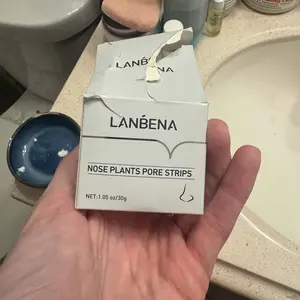 LANBENA
LANBENA
NOSE PLANTS PORE STRIPS
NET:1.05 oz/30g